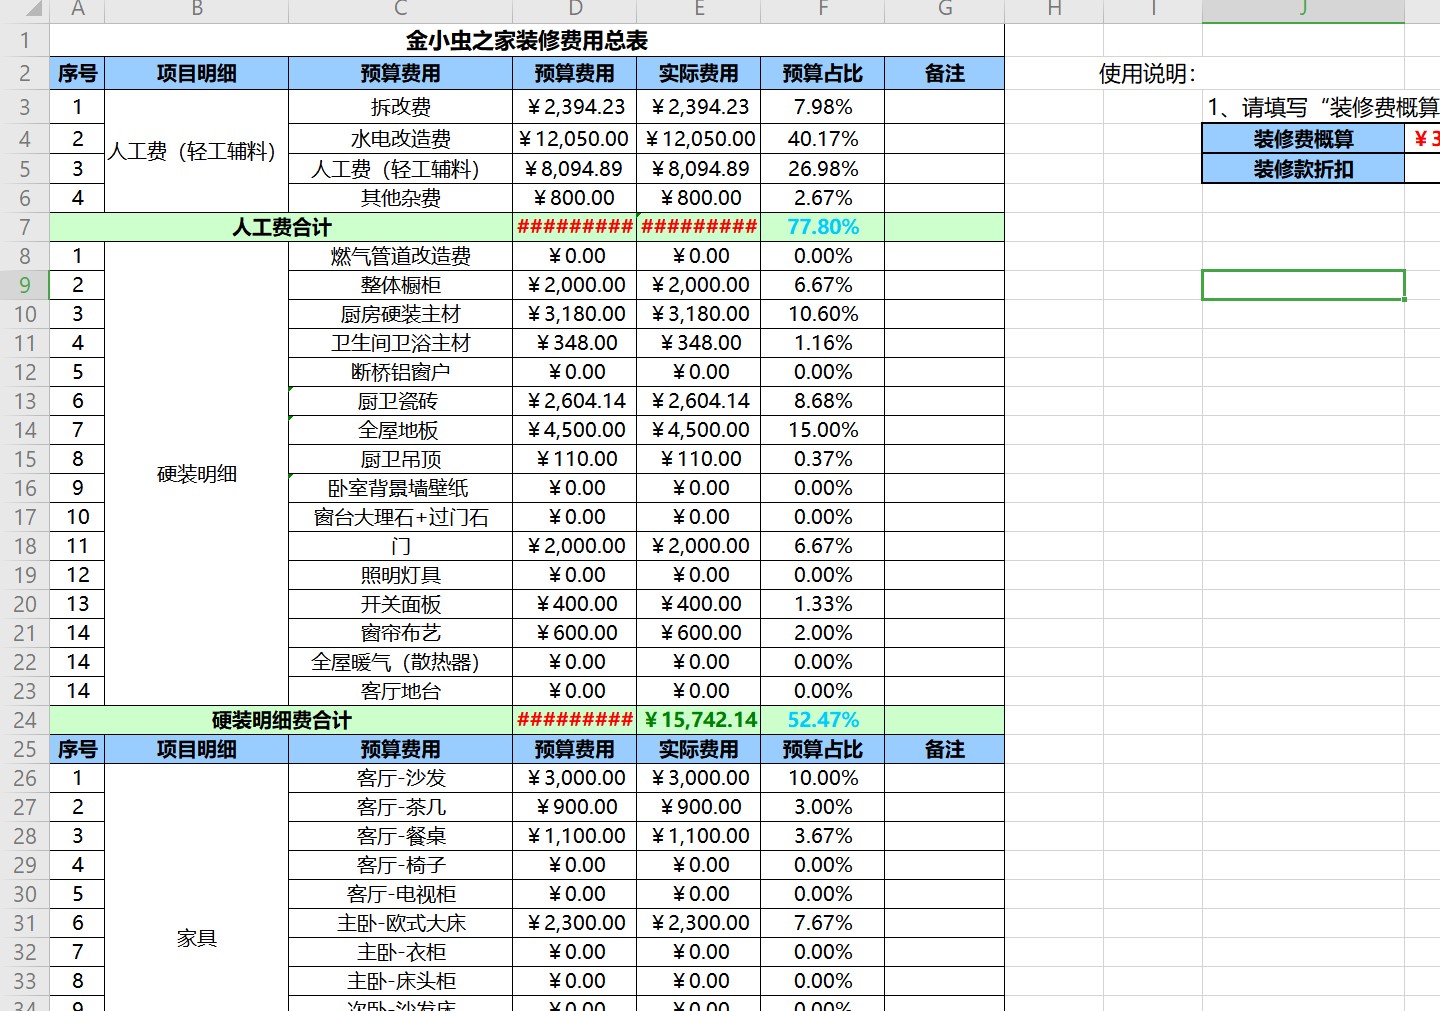 A B C D E F G H I J
1 金小虫之家装修费用总表
2 序号 项目明细 预算费用 预算费用 实际费用 预算占比 备注 使用说明：
3 1 人工费（轻工辅料） 拆改费 ￥2,394.23 ￥2,394.23 7.98% 1、请填写“装修费概算
4 2 水电改造费 ￥12,050.00 ￥12,050.00 40.17% 装修费概算 ￥3
5 3 人工费（轻工辅料） ￥8,094.89 ￥8,094.89 26.98% 装修款折扣
6 4 其他杂费 ￥800.00 ￥800.00 2.67%
7 人工费合计 ######### ######### 77.80%
8 1 硬装明细 燃气管道改造费 ￥0.00 ￥0.00 0.00%
9 2 整体橱柜 ￥2,000.00 ￥2,000.00 6.67%
10 3 厨房硬装主材 ￥3,180.00 ￥3,180.00 10.60%
11 4 卫生间卫浴主材 ￥348.00 ￥348.00 1.16%
12 5 断桥铝窗户 ￥0.00 ￥0.00 0.00%
13 6 厨卫瓷砖 ￥2,604.14 ￥2,604.14 8.68%
14 7 全屋地板 ￥4,500.00 ￥4,500.00 15.00%
15 8 厨卫吊顶 ￥110.00 ￥110.00 0.37%
16 9 卧室背景墙壁纸 ￥0.00 ￥0.00 0.00%
17 10 窗台大理石+过门石 ￥0.00 ￥0.00 0.00%
18 11 门 ￥2,000.00 ￥2,000.00 6.67%
19 12 照明灯具 ￥0.00 ￥0.00 0.00%
20 13 开关面板 ￥400.00 ￥400.00 1.33%
21 14 窗帘布艺 ￥600.00 ￥600.00 2.00%
22 14 全屋暖气（散热器） ￥0.00 ￥0.00 0.00%
23 14 客厅地台 ￥0.00 ￥0.00 0.00%
24 硬装明细费合计 ######### ￥15,742.14 52.47%
25 序号 项目明细 预算费用 预算费用 实际费用 预算占比 备注
26 1 家具 客厅-沙发 ￥3,000.00 ￥3,000.00 10.00%
27 2 客厅-茶几 ￥900.00 ￥900.00 3.00%
28 3 客厅-餐桌 ￥1,100.00 ￥1,100.00 3.67%
29 4 客厅-椅子 ￥0.00 ￥0.00 0.00%
30 5 客厅-电视柜 ￥0.00 ￥0.00 0.00%
31 6 主卧-欧式大床 ￥2,300.00 ￥2,300.00 7.67%
32 7 主卧-衣柜 ￥0.00 ￥0.00 0.00%
33 8 主卧-床头柜 ￥0.00 ￥0.00 0.00%
34 9 次卧-沙发床 ￥0.00 ￥0.00 0.00%